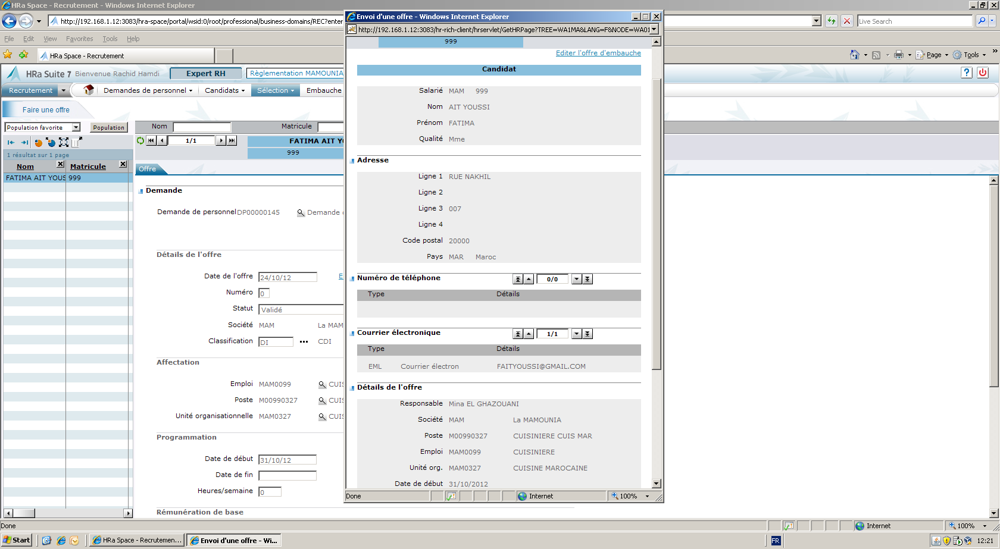 HRa Space - Recrutement - Windows Internet Explorer
http://192.168.1.12:3083/hra-space/portal/wsid:0/root/professional/business-domains/REC?enter
Live Search
File Edit View Favorites Tools Help
HRa Space - Recrutement
Page Tools
HRa Suite 7 Bienvenue Rachid Hamdi Expert RH Règlementation MAMOUNIA
Recrutement Demandes de personnel Candidats Sélection Embauche
Faire une offre
Population favorite Population
Nom Matricule
1/1 FATIMA AIT Y
999
1 résultat sur 1 page
Nom Matricule
FATIMA AIT YOUS 999
Offre
Demande
Demande de personnel DP00000145 Demande
Détails de l'offre
Date de l'offre 24/10/12 E
Numéro 0
Statut Validé
Société MAM La MAM
Classification DI CDI
Affectation
Emploi MAM0099 CUIS
Poste M00990327 CUIS
Unité organisationnelle MAM0327 CUIS
Programmation
Date de début 31/10/12
Date de fin
Heures/semaine 0
Rémunération de base
Envoi d'une offre - Windows Internet Explorer
http://192.168.1.12:3083/hr-rich-client/hrservlet/GetHRPage?TREE=WA1MA&LANG=F&NODE=WA01
999
Editer l'offre d'embauche
Candidat
Salarié MAM 999
Nom AIT YOUSSI
Prénom FATIMA
Qualité Mme
Adresse
Ligne 1 RUE NAKHIL
Ligne 2
Ligne 3 007
Ligne 4
Code postal 20000
Pays MAR Maroc
Numéro de téléphone 0/0
Type Détails
Courrier électronique 1/1
Type Détails
EML Courrier électron FAITYOUSSI@GMAIL.COM
Détails de l'offre
Responsable Mina EL GHAZOUANI
Société MAM La MAMOUNIA
Poste M00990327 CUISINIERE CUIS MAR
Emploi MAM0099 CUISINIERE
Unité org. MAM0327 CUISINE MAROCAINE
Date de début 31/10/2012
Done Internet 100%
Done Internet 100%
Start HRa Space - Recrutemen... Envoi d'une offre - Wi... FR 12:21